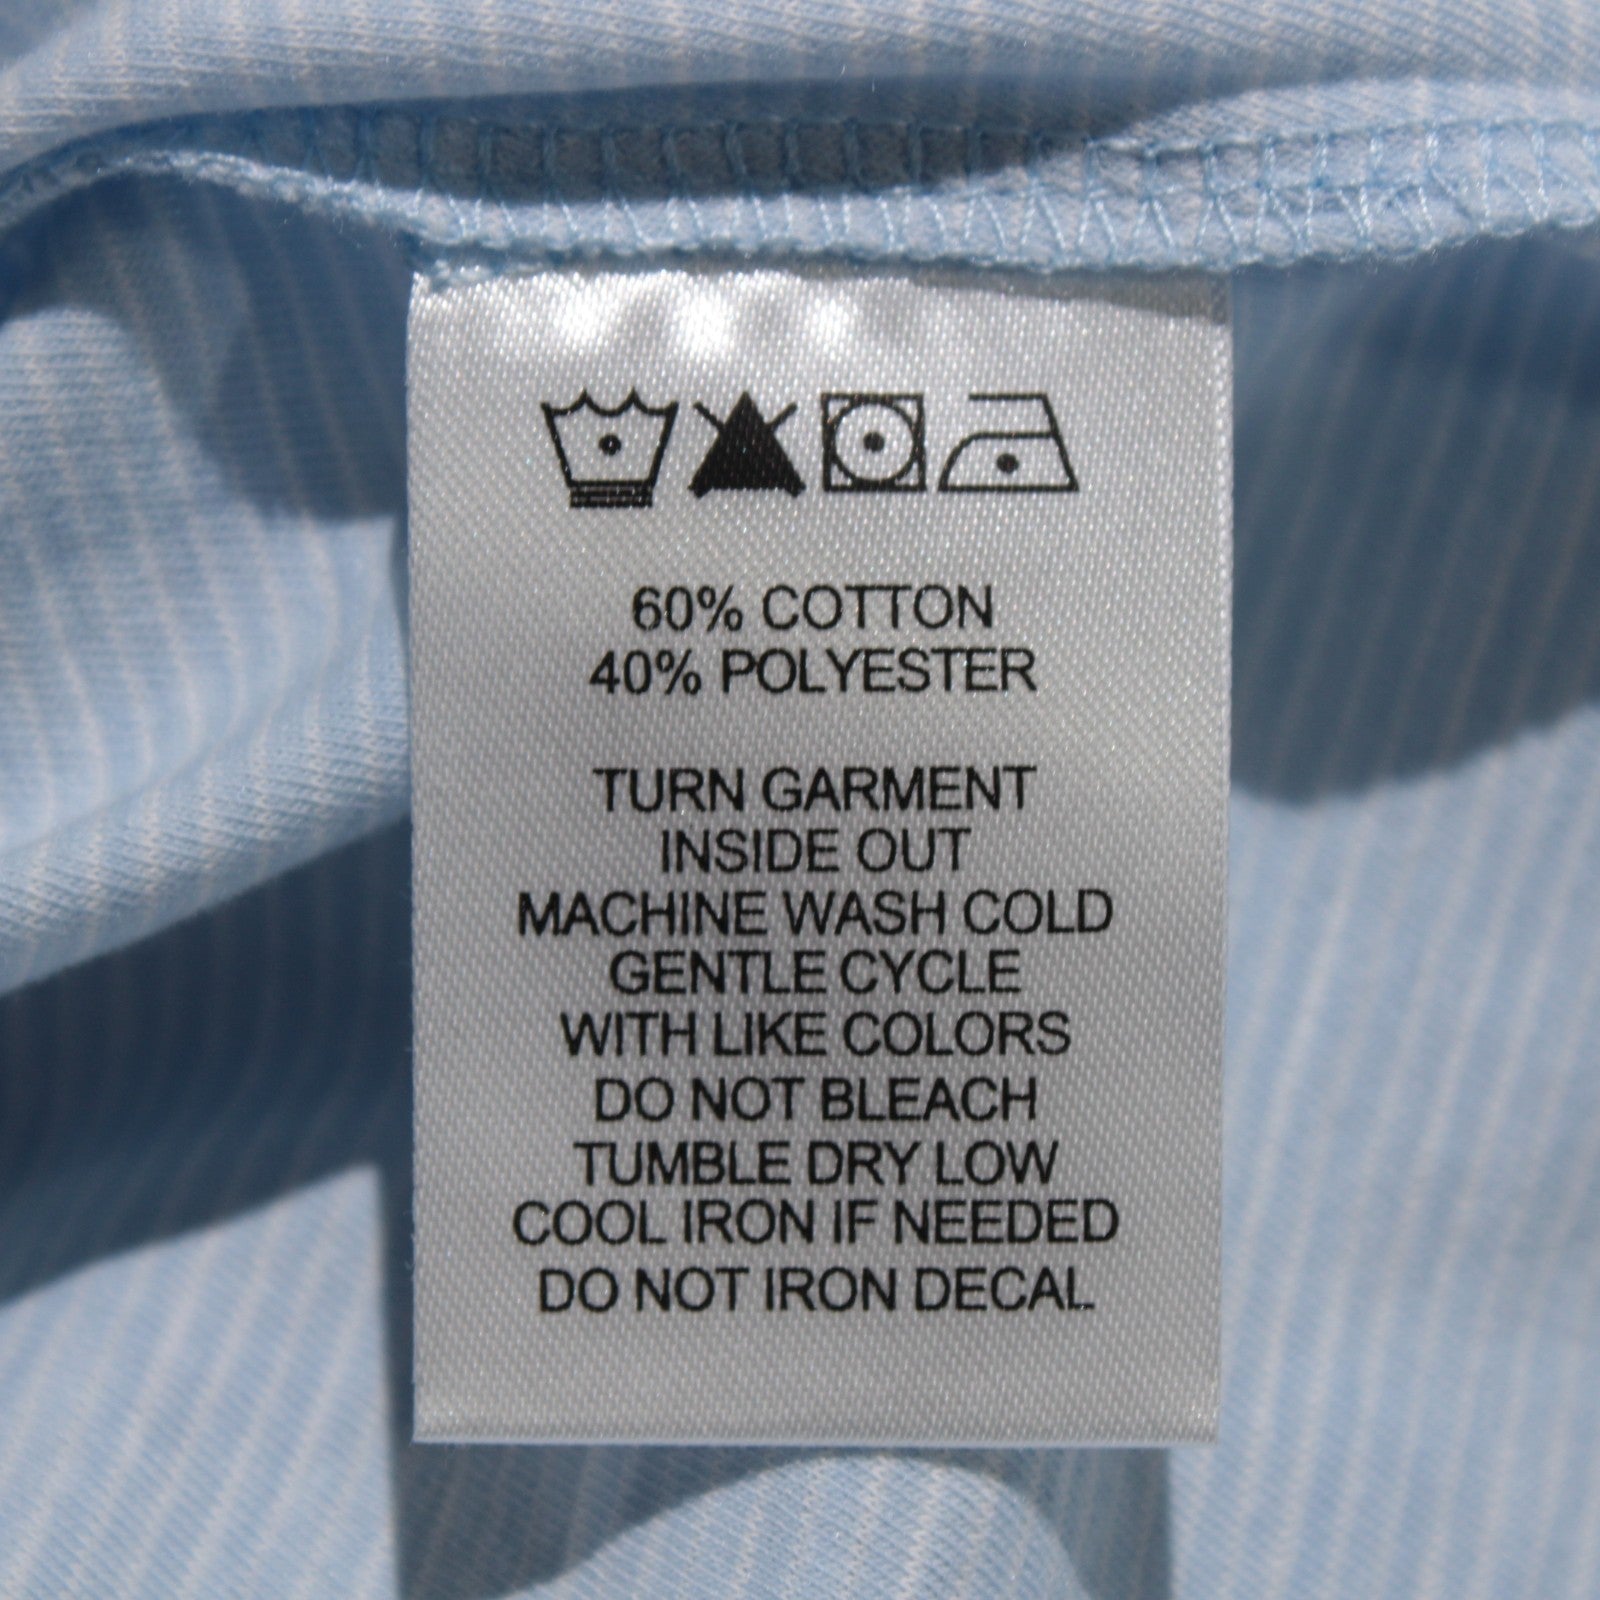 60% COTTON
40% POLYESTER
TURN GARMENT
INSIDE OUT
MACHINE WASH COLD
GENTLE CYCLE
WITH LIKE COLORS
DO NOT BLEACH
TUMBLE DRY LOW
COOL IRON IF NEEDED
DO NOT IRON DECAL